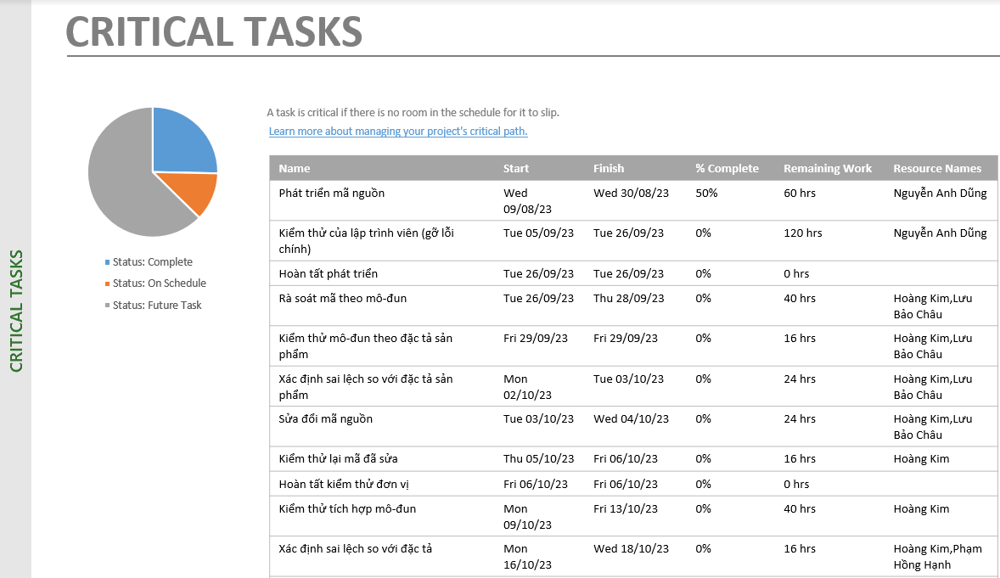 CRITICAL TASKS
CRITICAL TASKS
Status: Complete
Status: On Schedule
Status: Future Task
A task is critical if there is no room in the schedule for it to slip.
Learn more about managing your project's critical path.
Name Start Finish % Complete Remaining Work Resource Names
Phát triển mã nguồn Wed Wed 30/08/23 50% 60 hrs Nguyễn Anh Dũng
09/08/23
Kiểm thử của lập trình viên (gỡ lỗi Tue 05/09/23 Tue 26/09/23 0% 120 hrs Nguyễn Anh Dũng
chính)
Hoàn tất phát triển Tue 26/09/23 Tue 26/09/23 0% 0 hrs
Rà soát mã theo mô-đun Tue 26/09/23 Thu 28/09/23 0% 40 hrs Hoàng Kim,Lưu
Bảo Châu
Kiểm thử mô-đun theo đặc tả sản Fri 29/09/23 Fri 29/09/23 0% 16 hrs Hoàng Kim,Lưu
phẩm Bảo Châu
Xác định sai lệch so với đặc tả sản Mon Tue 03/10/23 0% 24 hrs Hoàng Kim,Lưu
phẩm 02/10/23 Bảo Châu
Sửa đổi mã nguồn Tue 03/10/23 Wed 04/10/23 0% 24 hrs Hoàng Kim,Lưu
Bảo Châu
Kiểm thử lại mã đã sửa Thu 05/10/23 Fri 06/10/23 0% 16 hrs Hoàng Kim
Hoàn tất kiểm thử đơn vị Fri 06/10/23 Fri 06/10/23 0% 0 hrs
Kiểm thử tích hợp mô-đun Mon Fri 13/10/23 0% 40 hrs Hoàng Kim
09/10/23
Xác định sai lệch so với đặc tả Mon Wed 18/10/23 0% 16 hrs Hoàng Kim,Phạm
16/10/23 Hồng Hạnh